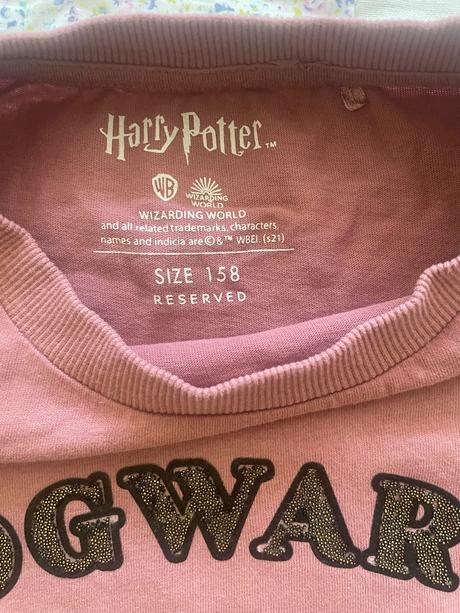 Harry Potter™
WB WIZARDING
WORLD
WIZARDING WORLD
and all related trademarks, characters,
names and indicia are © & ™ WBEI. (s21)
SIZE 158
RESERVED
OGWAR